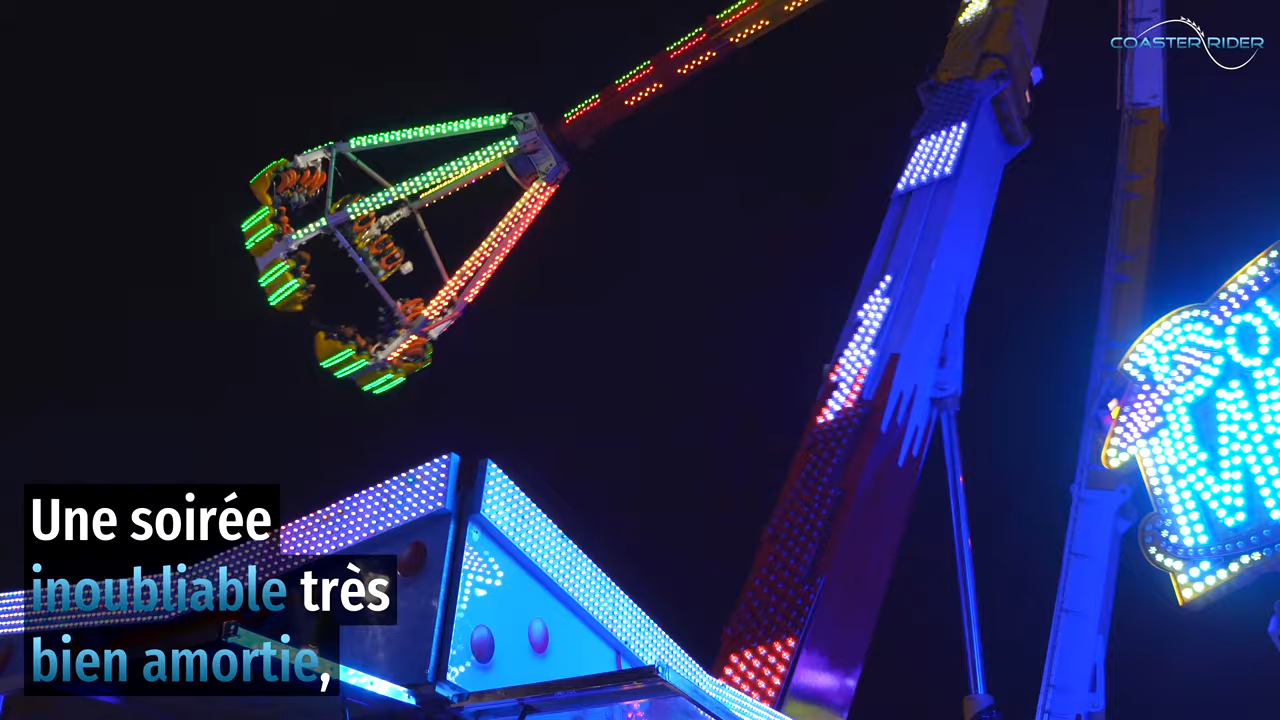 COASTER RIDER
Une soirée
inoubliable très
bien amortie,